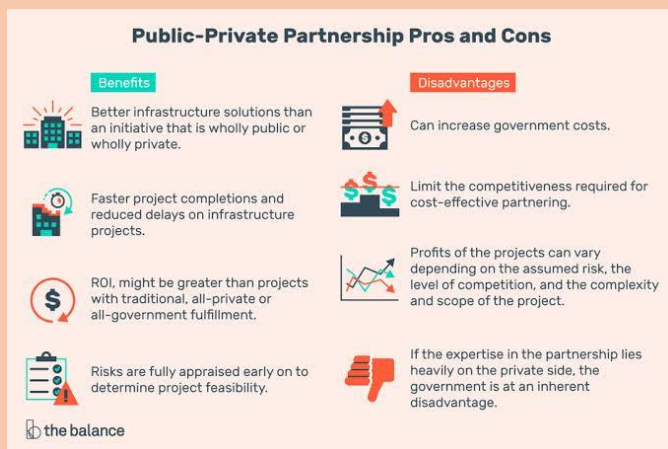 Public-Private Partnership Pros and Cons
Benefits
Better infrastructure solutions than
an initiative that is wholly public or
wholly private.
Faster project completions and
reduced delays on infrastructure
projects.
ROI, might be greater than projects
with traditional, all-private or
all-government fulfillment.
Risks are fully appraised early on to
determine project feasibility.
Disadvantages
Can increase government costs.
Limit the competitiveness required for
cost-effective partnering.
Profits of the projects can vary
depending on the assumed risk, the
level of competition, and the complexity
and scope of the project.
If the expertise in the partnership lies
heavily on the private side, the
government is at an inherent
disadvantage.
the balance